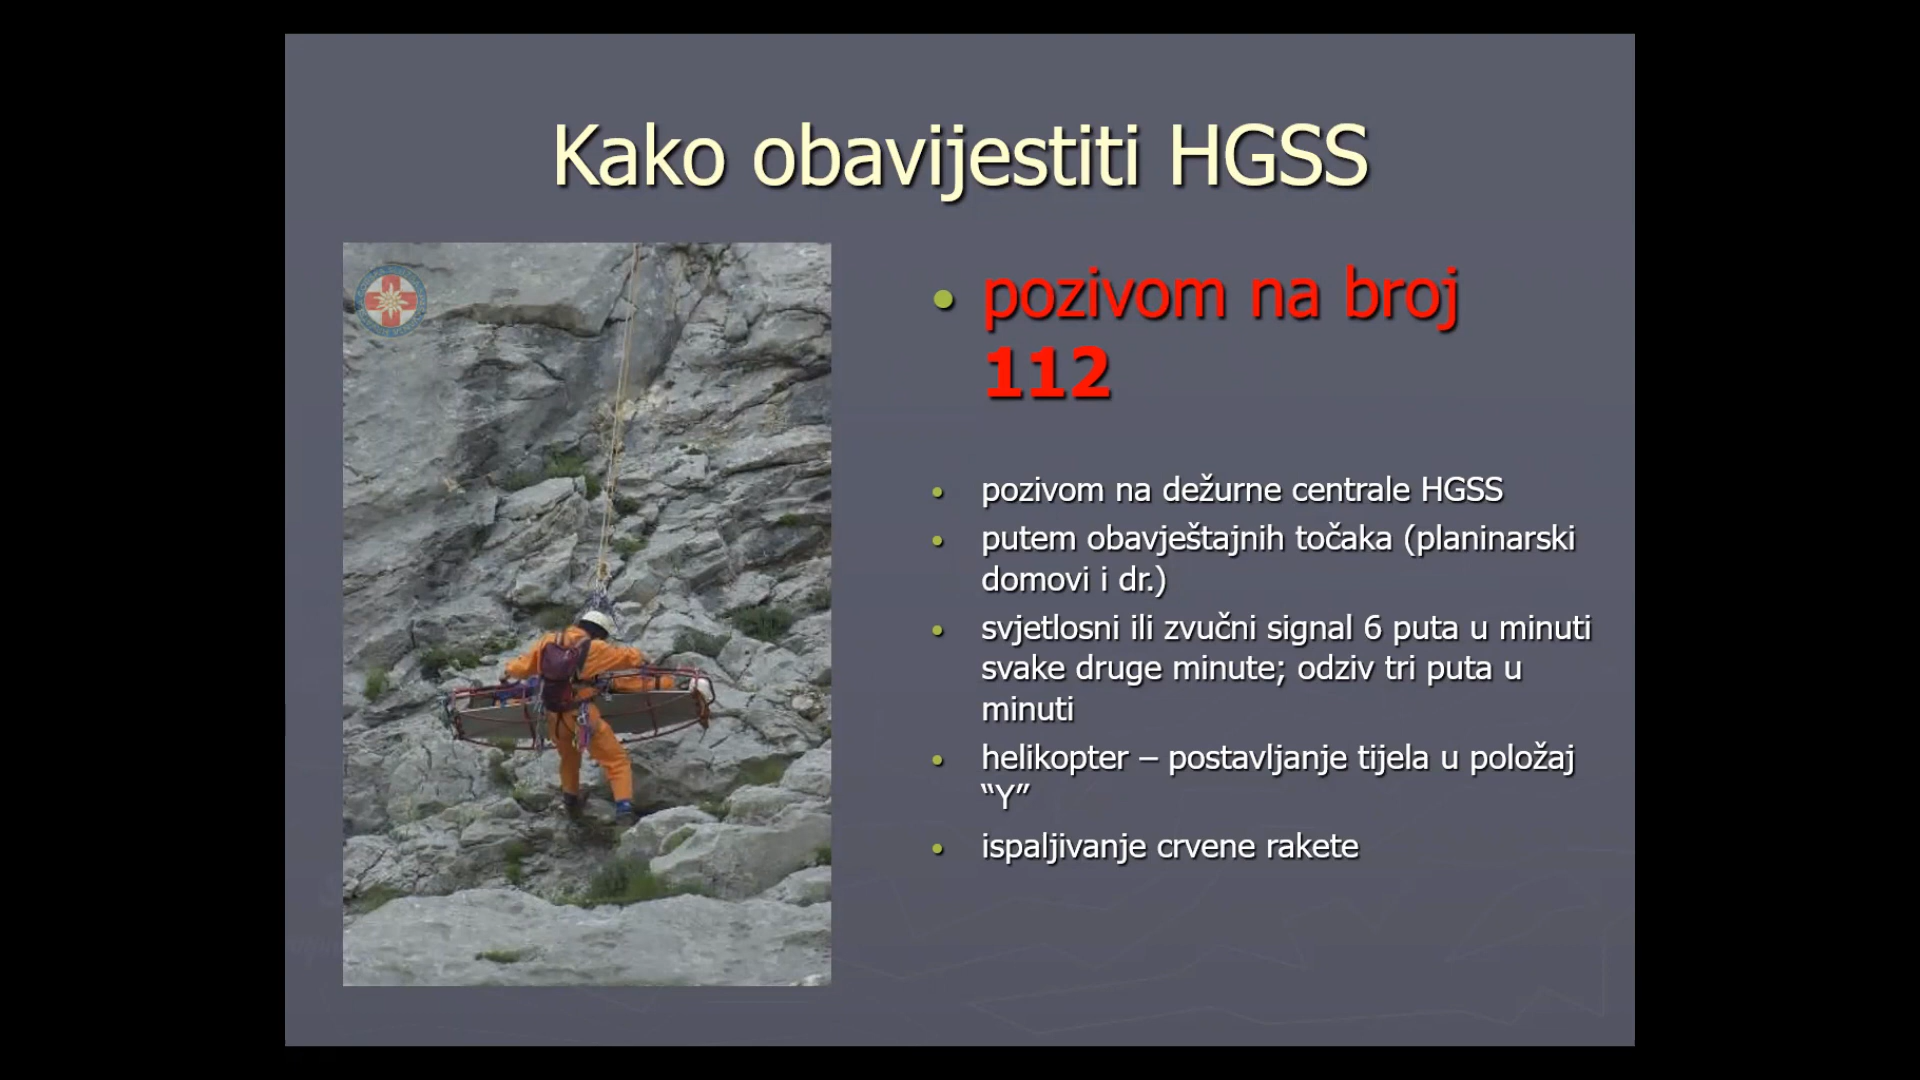 Kako obavijestiti HGSS
• pozivom na broj
112
• pozivom na dežurne centrale HGSS
• putem obavještajnih točaka (planinarski
domovi i dr.)
• svjetlosni ili zvučni signal 6 puta u minuti
svake druge minute; odziv tri puta u
minuti
• helikopter – postavljanje tijela u položaj
“Y”
• ispaljivanje crvene rakete